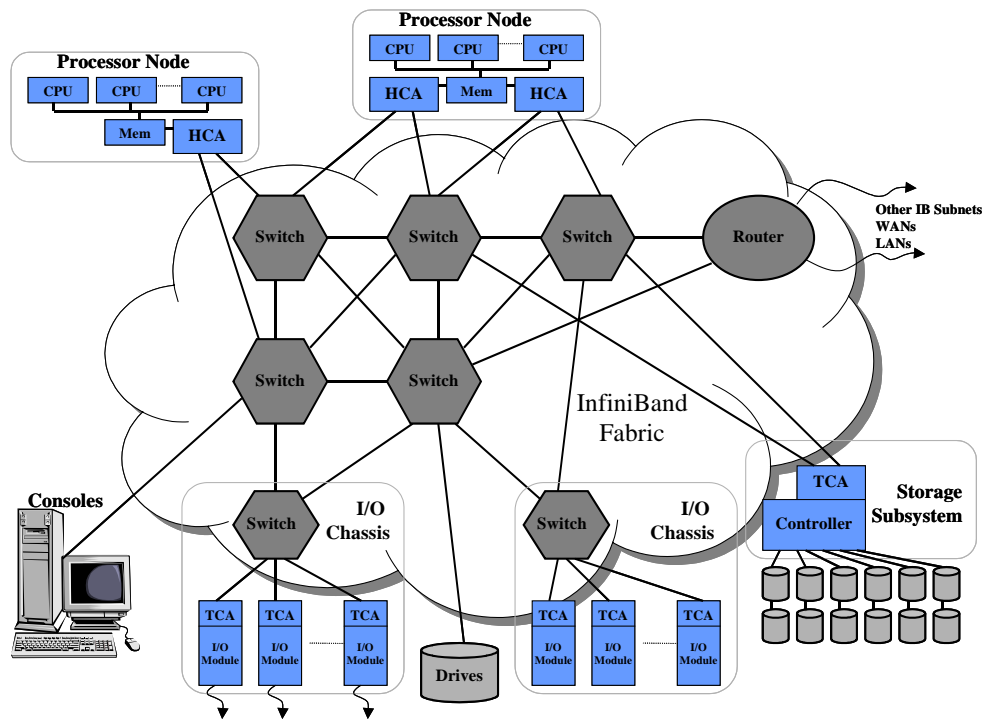 Processor Node
CPU CPU CPU
HCA Mem HCA
Processor Node
CPU CPU CPU
Mem HCA
Switch Switch Switch Router
Other IB Subnets
WANs
LANs
Switch Switch
InfiniBand
Fabric
Consoles
Switch
I/O
Chassis
Switch
I/O
Chassis
TCA
Controller
Storage
Subsystem
TCA TCA TCA
I/O
Module
I/O
Module
I/O
Module
Drives
TCA TCA TCA
I/O
Module
I/O
Module
I/O
Module